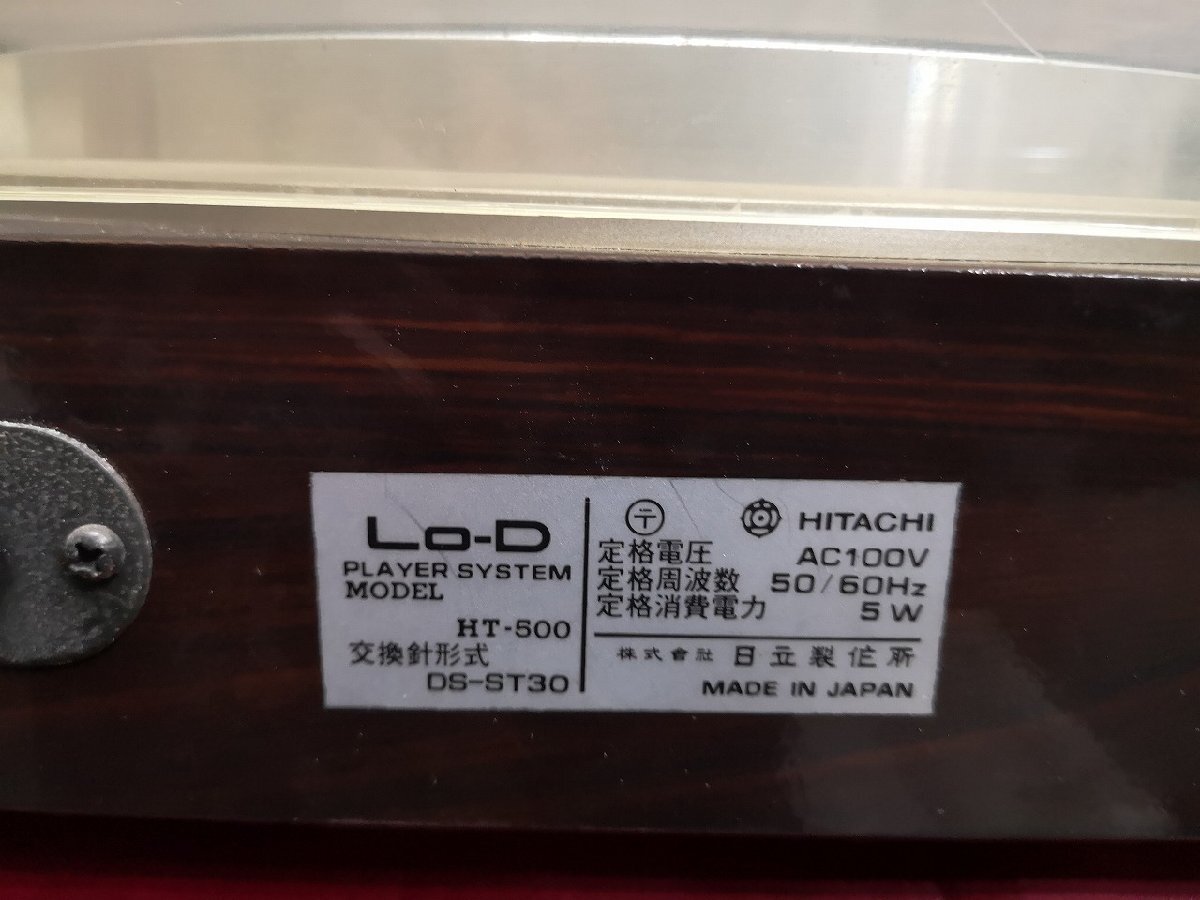 Lo-D
PLAYER SYSTEM
MODEL
HT-500
交換針形式
DS-ST30
〒 HITACHI
定格電圧 AC100V
定格周波数 50/60Hz
定格消費電力 5W
株式會社 日立製作所
MADE IN JAPAN